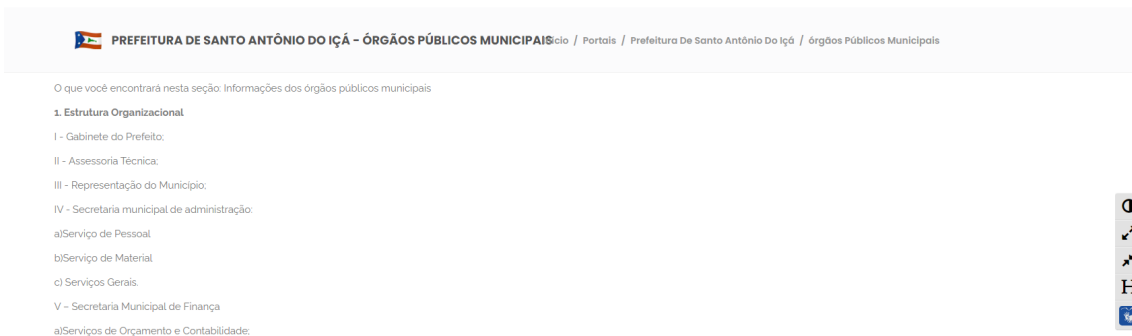 PREFEITURA DE SANTO ANTÔNIO DO IÇÁ - ÓRGÃOS PÚBLICOS MUNICIPAIS / Portais / Prefeitura De Santo Antônio Do Içá / órgãos Públicos Municipais
O que você encontrará nesta seção: Informações dos órgãos públicos municipais
1. Estrutura Organizacional
I - Gabinete do Prefeito;
II - Assessoria Técnica;
III - Representação do Município;
IV - Secretaria municipal de administração:
a)Serviço de Pessoal
b)Serviço de Material
c) Serviços Gerais.
V – Secretaria Municipal de Finança
a)Serviços de Orçamento e Contabilidade;
H